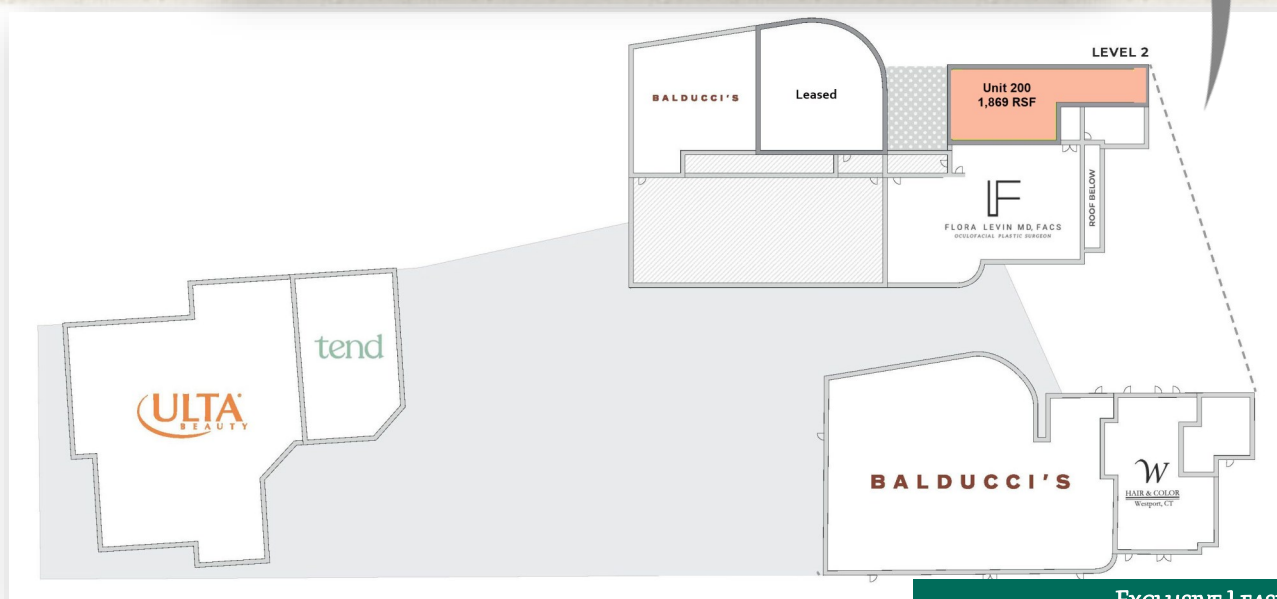 LEVEL 2
BALDUCCI'S
Leased
Unit 200
1,869 RSF
LF
FLORA LEVIN MD, FACS
OCULOFACIAL PLASTIC SURGEON
ROOF BELOW
tend
ULTA
BEAUTY
BALDUCCI'S
W
HAIR & COLOR
Westport, CT